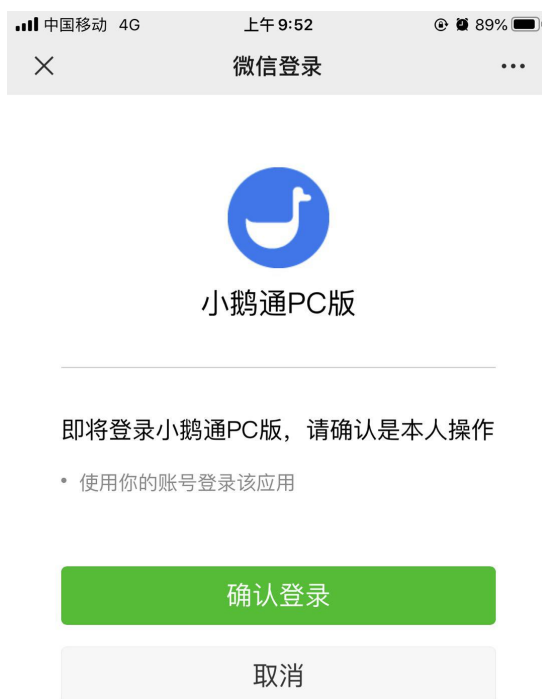 中国移动 4G 上午 9:52 89%
微信登录
小鹅通PC版
即将登录小鹅通PC版，请确认是本人操作
使用你的账号登录该应用
确认登录
取消